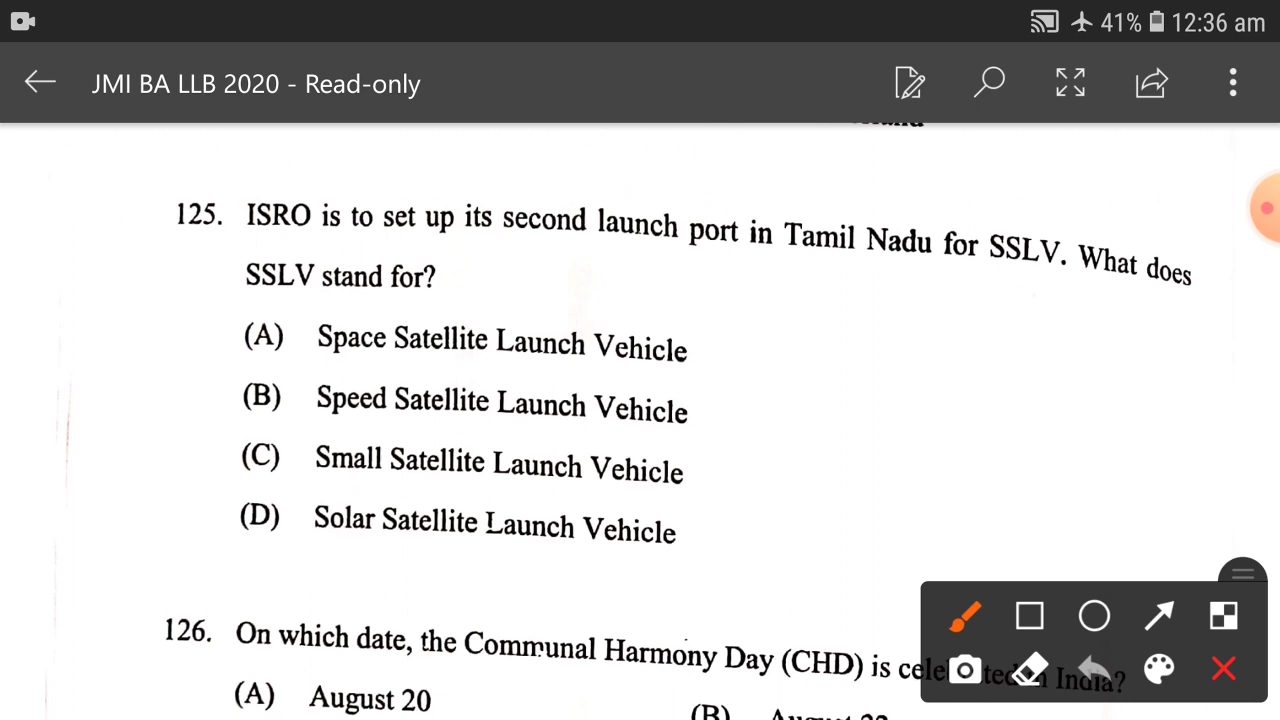 41% 12:36 am
JMI BA LLB 2020 - Read-only
125. ISRO is to set up its second launch port in Tamil Nadu for SSLV. What does
SSLV stand for?
(A) Space Satellite Launch Vehicle
(B) Speed Satellite Launch Vehicle
(C) Small Satellite Launch Vehicle
(D) Solar Satellite Launch Vehicle
126. On which date, the Communal Harmony Day (CHD) is India?
(A) August 20
(B)